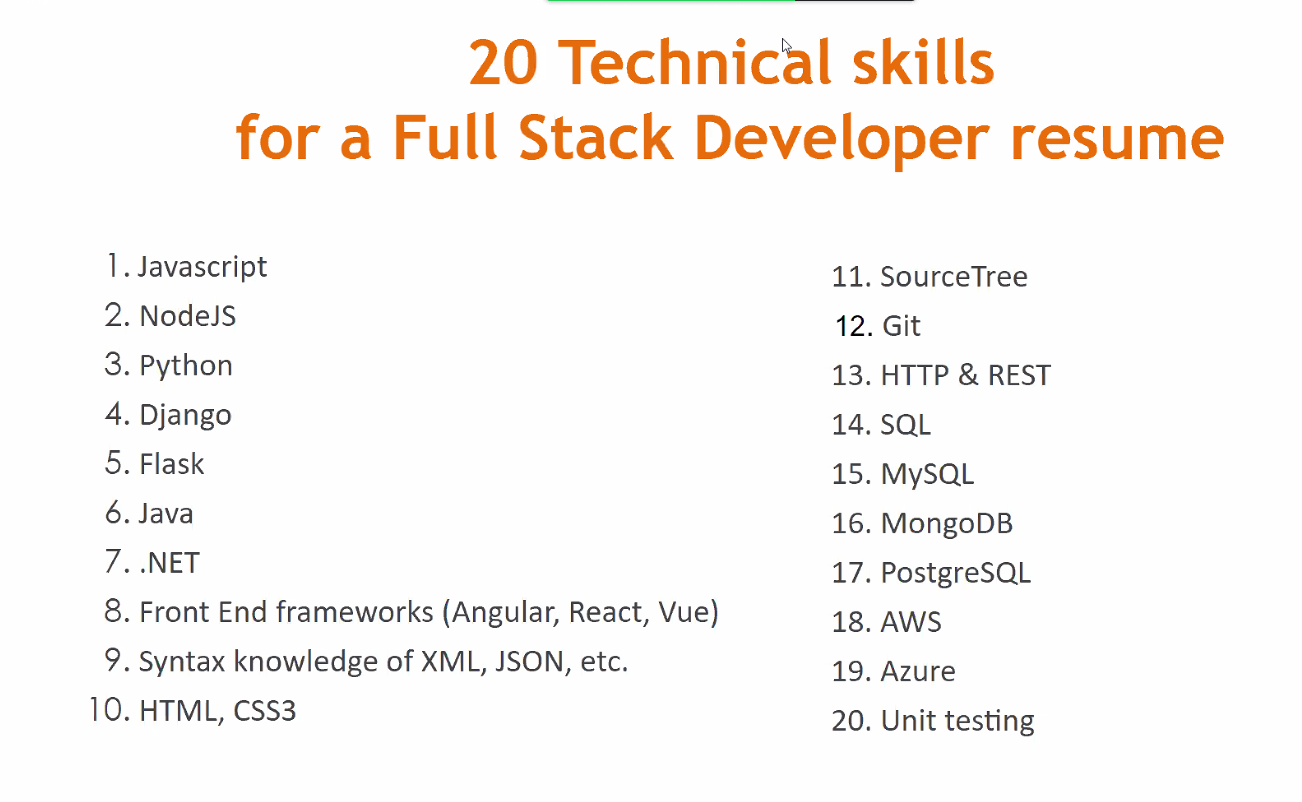 20 Technical skills
for a Full Stack Developer resume
1. Javascript
2. NodeJS
3. Python
4. Django
5. Flask
6. Java
7. .NET
8. Front End frameworks (Angular, React, Vue)
9. Syntax knowledge of XML, JSON, etc.
10. HTML, CSS3
11. SourceTree
12. Git
13. HTTP & REST
14. SQL
15. MySQL
16. MongoDB
17. PostgreSQL
18. AWS
19. Azure
20. Unit testing